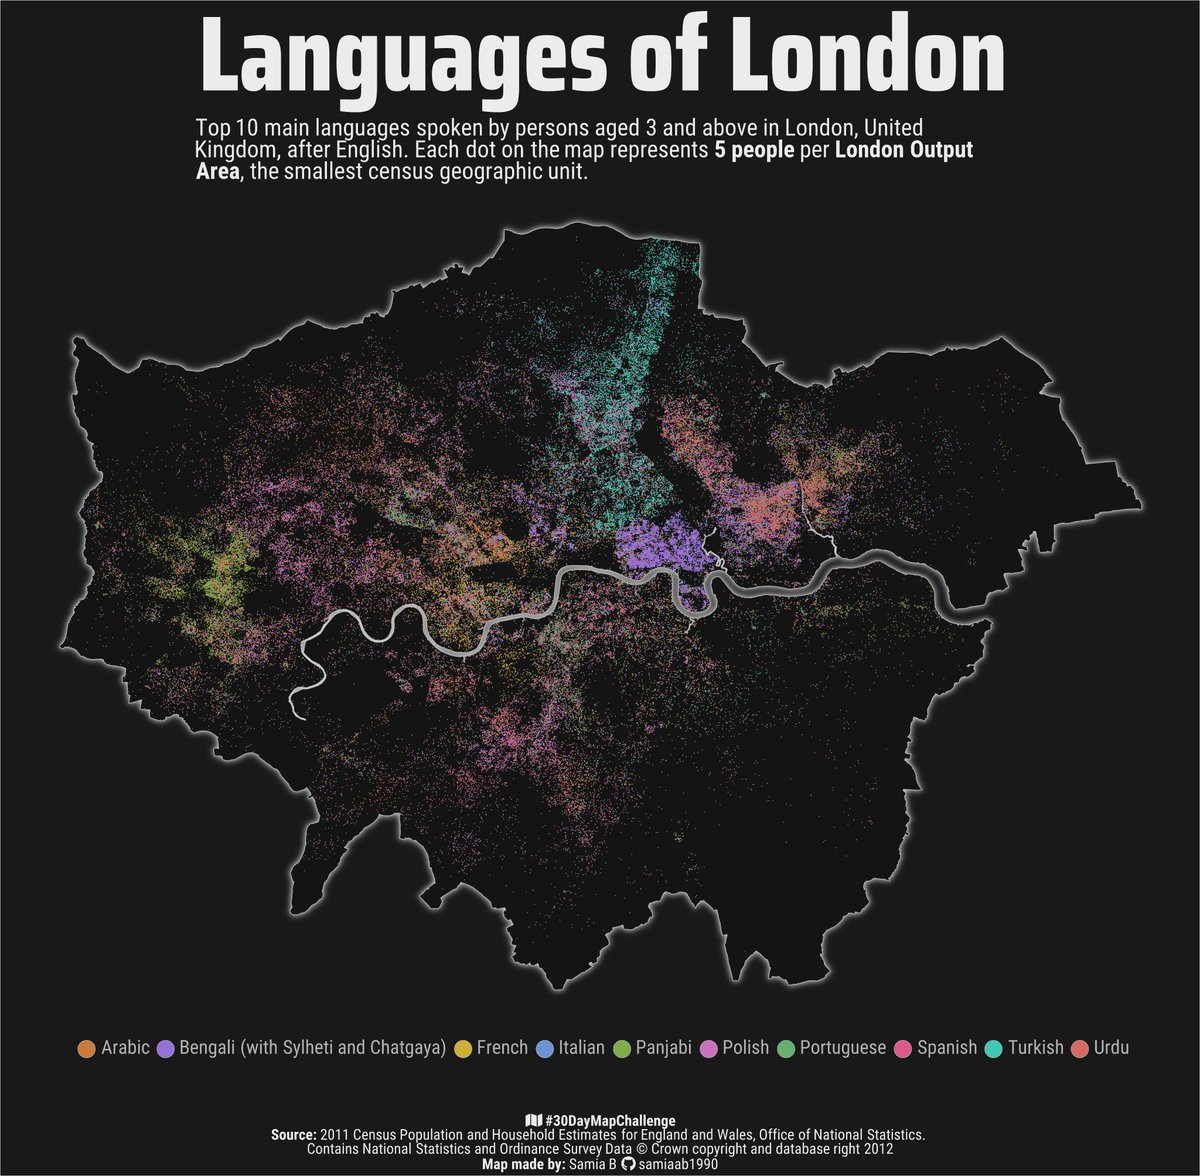 Languages of London
Top 10 main languages spoken by persons aged 3 and above in London, United
Kingdom, after English. Each dot on the map represents 5 people per London Output
Area, the smallest census geographic unit.
Arabic Bengali (with Sylheti and Chatgaya) French Italian Panjabi Polish Portuguese Spanish Turkish Urdu
#30DayMapChallenge
Source: 2011 Census Population and Household Estimates for England and Wales, Office of National Statistics.
Contains National Statistics and Ordinance Survey Data © Crown copyright and database right 2012
Map made by: Samia B samiaab1990